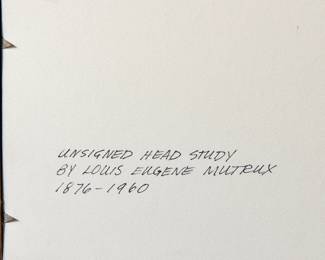 UNSIGNED HEAD STUDY
BY LOUIS EUGENE MUTRUX
1876-1960